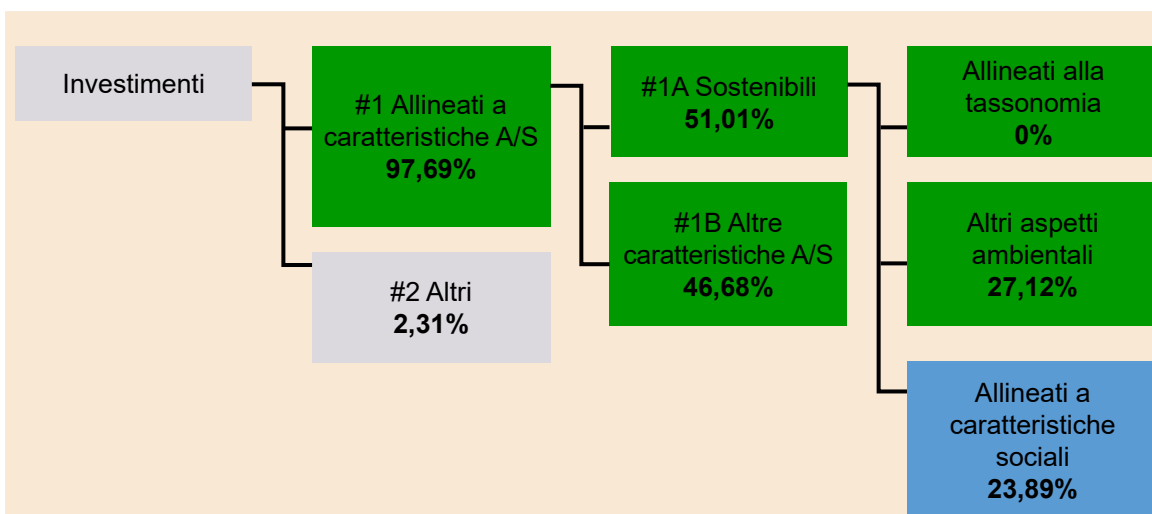 Investimenti
#1 Allineati a
caratteristiche A/S
97,69%
#2 Altri
2,31%
#1A Sostenibili
51,01%
#1B Altre
caratteristiche A/S
46,68%
Allineati alla
tassonomia
0%
Altri aspetti
ambientali
27,12%
Allineati a
caratteristiche
sociali
23,89%